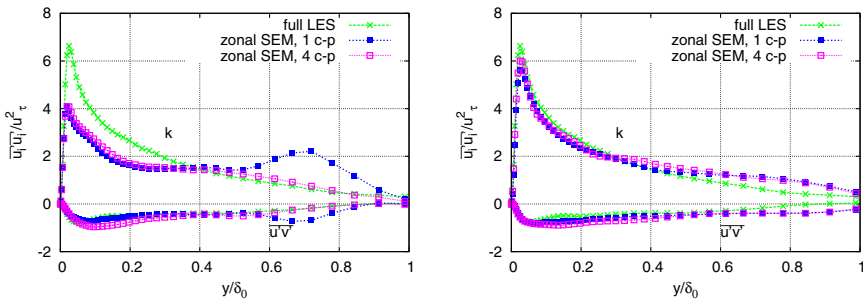 full LES
zonal SEM, 1 c-p
zonal SEM, 4 c-p
8
6
4
2
0
-2
u̅i̅'u̅i̅'/u²τ
k
u'v'
0 0.2 0.4 0.6 0.8 1
y/δ₀
full LES
zonal SEM, 1 c-p
zonal SEM, 4 c-p
8
6
4
2
0
-2
u̅i̅'u̅i̅'/u²τ
k
u'v'
0 0.2 0.4 0.6 0.8 1
y/δ₀